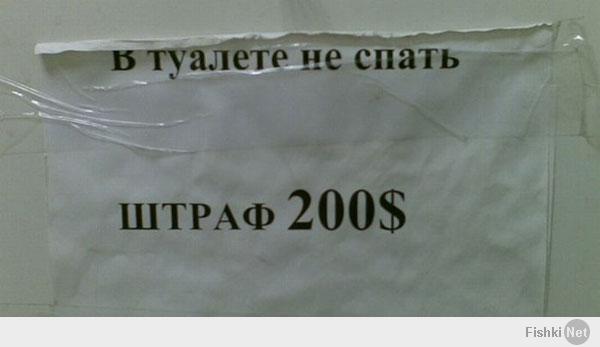 В туалете не спать
ШТРАФ 200$
Fishki Net